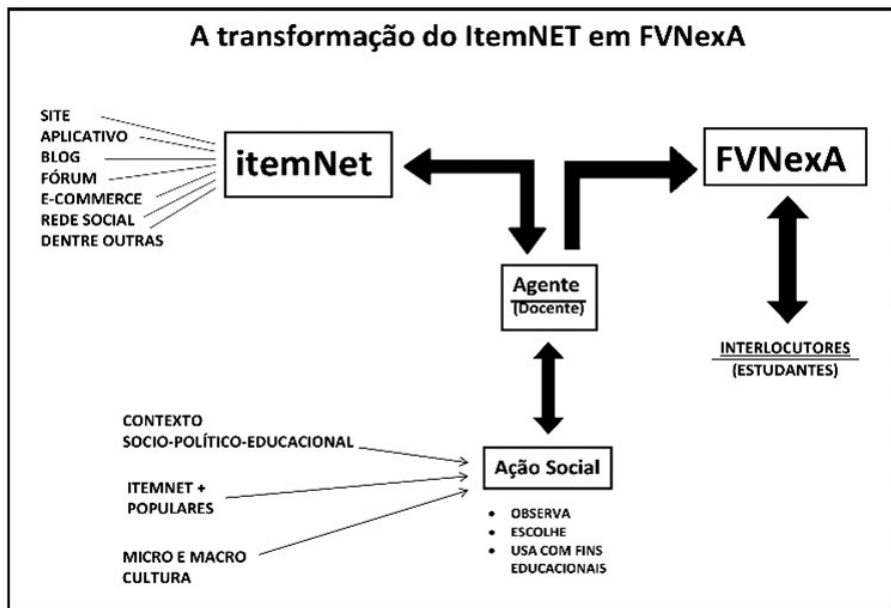 A transformação do ItemNET em FVNexA
SITE
APLICATIVO
BLOG
FÓRUM
E-COMMERCE
REDE SOCIAL
DENTRE OUTRAS
itemNet
FVNexA
Agente
(Docente)
INTERLOCUTORES
(ESTUDANTES)
CONTEXTO
SOCIO-POLÍTICO-EDUCACIONAL
ITEMNET +
POPULARES
MICRO E MACRO
CULTURA
Ação Social
• OBSERVA
• ESCOLHE
• USA COM FINS
EDUCACIONAIS